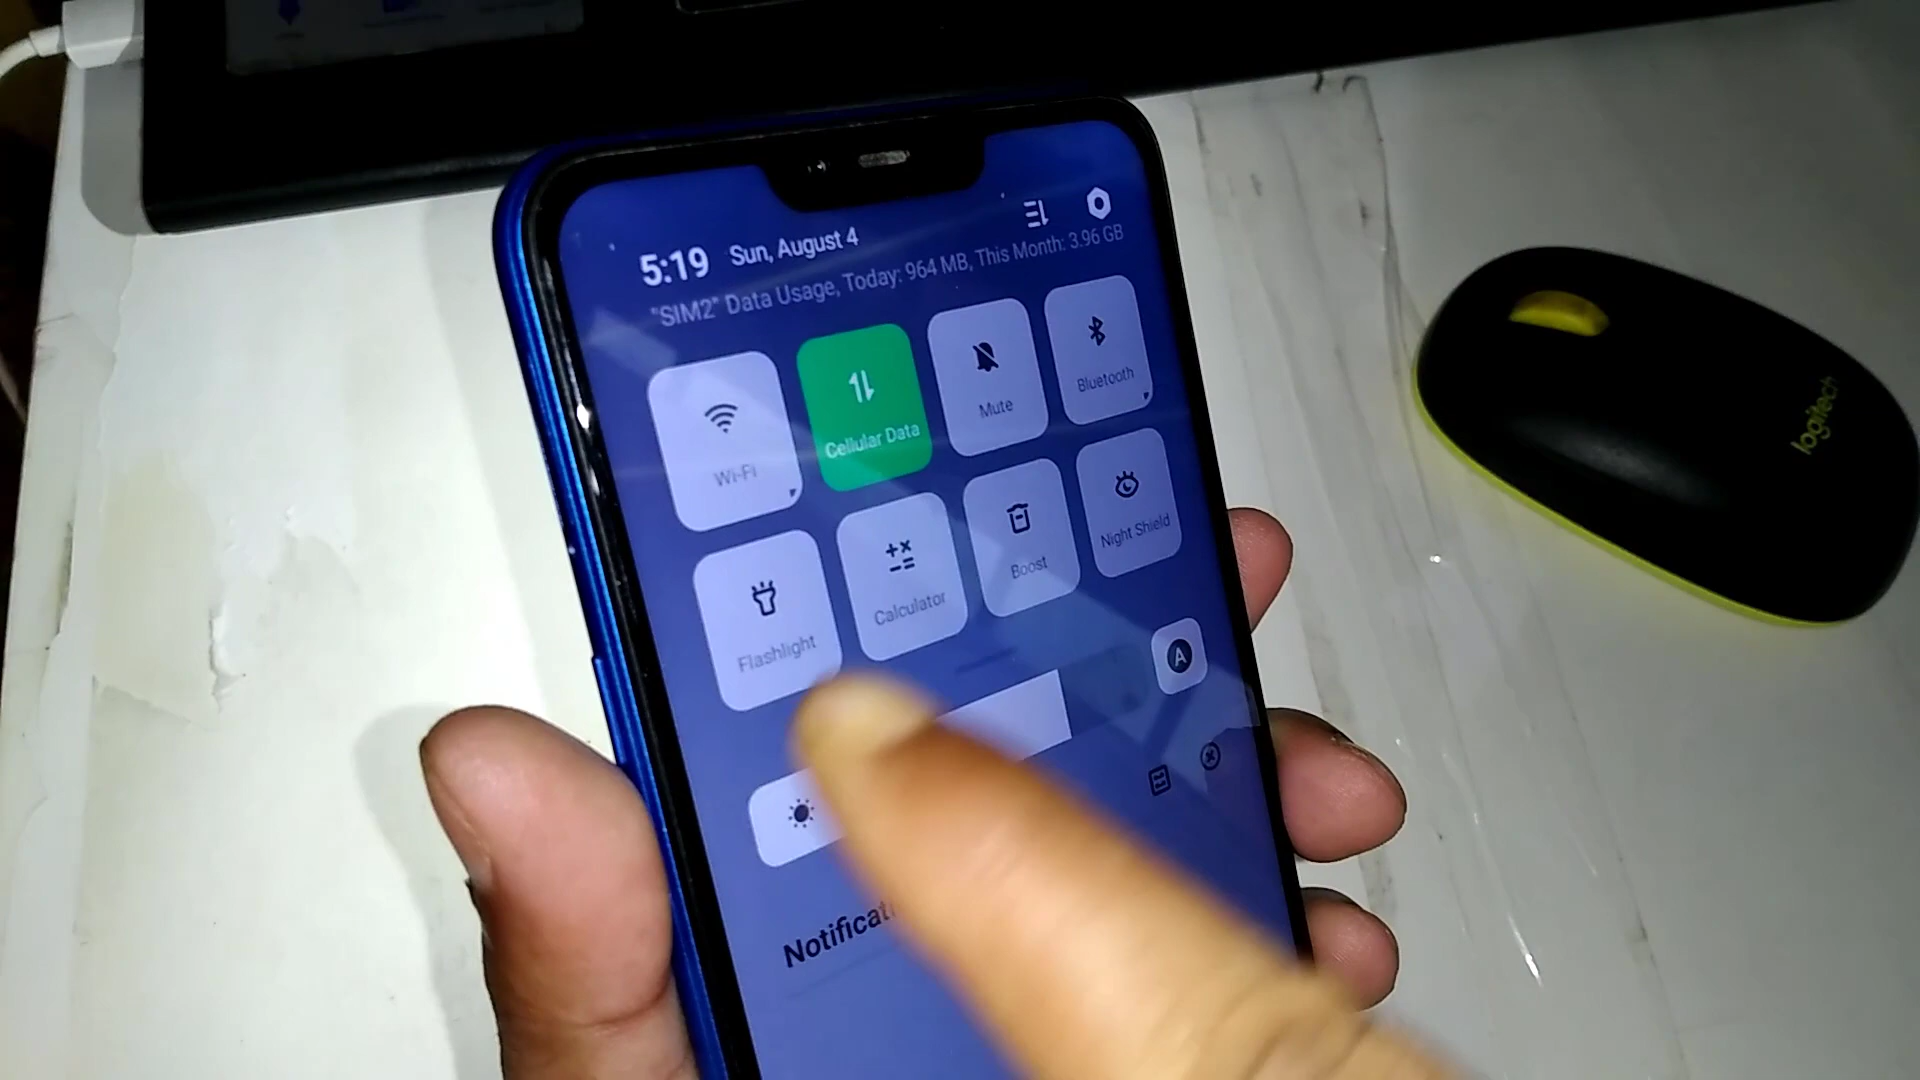 5:19 Sun, August 4
"SIM2" Data Usage, Today: 964 MB, This Month: 3.96 GB
Wi-Fi
Cellular Data
Mute
Bluetooth
Flashlight
Calculator
Boost
Night Shield
A
Notificati
logitech